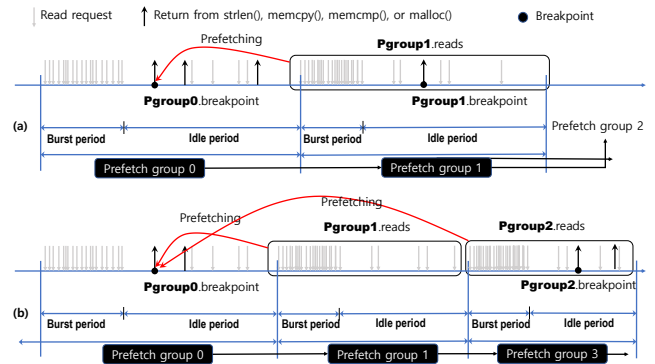 Read request
Return from strlen(), memcpy(), memcmp(), or malloc()
Breakpoint
Prefetching
Pgroup1.reads
Pgroup0.breakpoint
Pgroup1.breakpoint
(a)
Burst period
Idle period
Burst period
Idle period
Prefetch group 2
Prefetch group 0
Prefetch group 1
Prefetching
Prefetching
Pgroup1.reads
Pgroup2.reads
Pgroup0.breakpoint
Pgroup2.breakpoint
(b)
Burst period
Idle period
Burst period
Idle period
Burst period
Idle period
Prefetch group 0
Prefetch group 1
Prefetch group 3